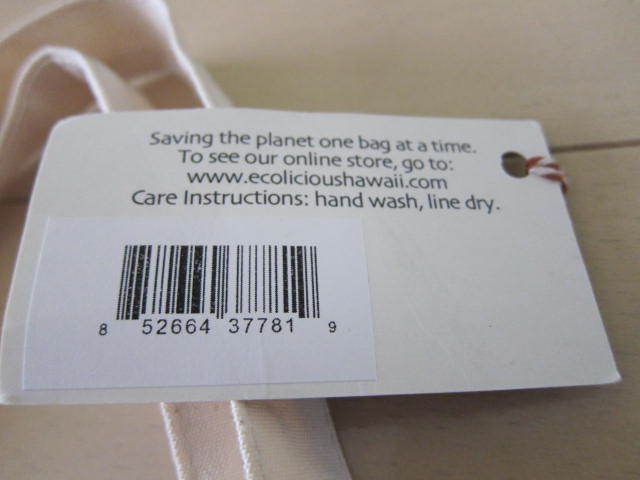 Saving the planet one bag at a time.
To see our online store, go to:
www.ecolicioushawaii.com
Care Instructions: hand wash, line dry.
8 52664 37781 9